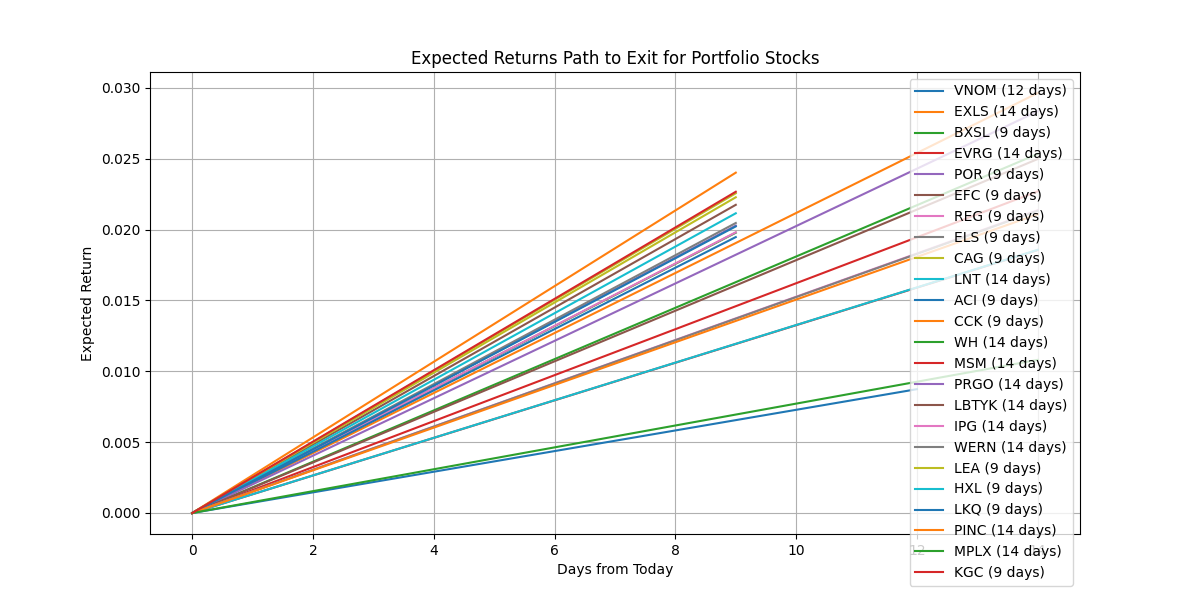 Expected Returns Path to Exit for Portfolio Stocks
Expected Return
0.030
0.025
0.020
0.015
0.010
0.005
0.000
0 2 4 6 8 10 12
Days from Today
VNOM (12 days)
EXLS (14 days)
BXSL (9 days)
EVRG (14 days)
POR (9 days)
EFC (9 days)
REG (9 days)
ELS (9 days)
CAG (9 days)
LNT (14 days)
ACI (9 days)
CCK (9 days)
WH (14 days)
MSM (14 days)
PRGO (14 days)
LBTYK (14 days)
IPG (14 days)
WERN (14 days)
LEA (9 days)
HXL (9 days)
LKQ (9 days)
PINC (14 days)
MPLX (14 days)
KGC (9 days)